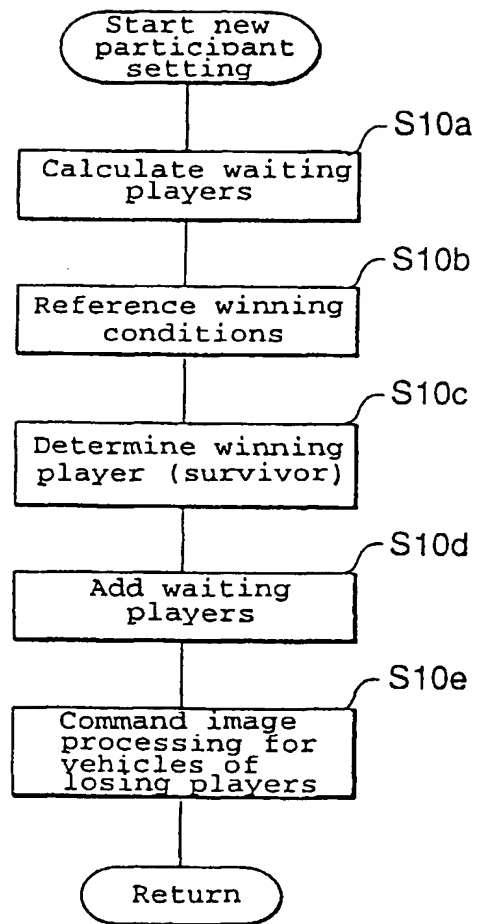 Start new
participant
setting
S10a
Calculate waiting
players
S10b
Reference winning
conditions
S10c
Determine winning
player (survivor)
S10d
Add waiting
players
S10e
Command image
processing for
vehicles of
losing players
Return